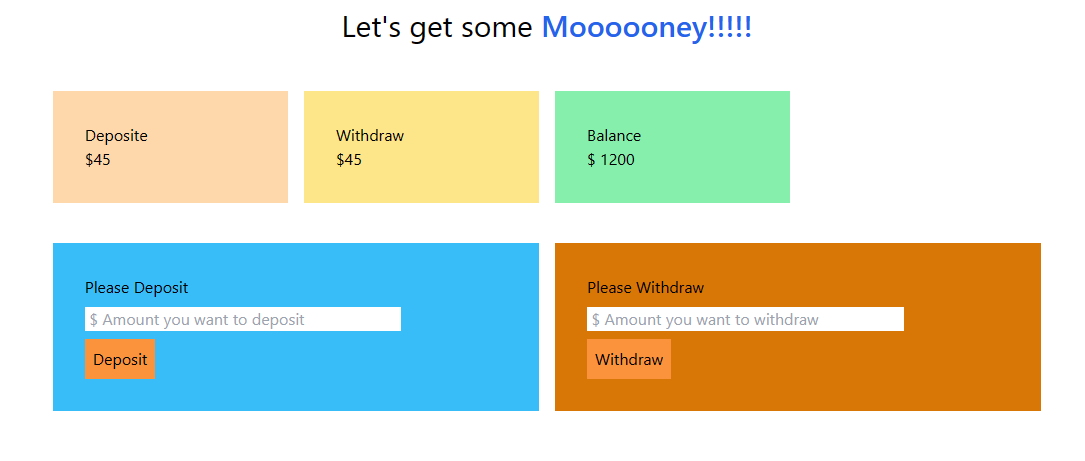 Let's get some Moooooney!!!!!
Deposite
$45
Withdraw
$45
Balance
$ 1200
Please Deposit
$ Amount you want to deposit
Deposit
Please Withdraw
$ Amount you want to withdraw
Withdraw